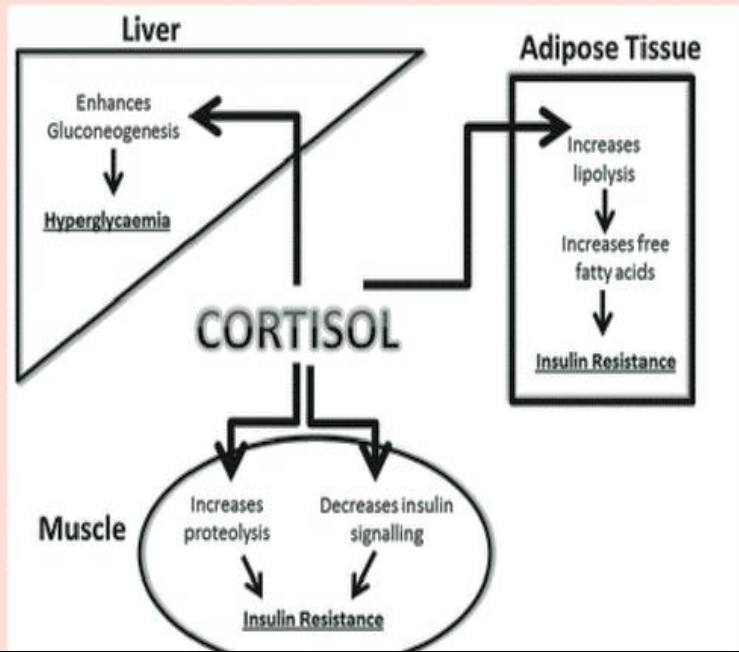 Liver
Enhances
Gluconeogenesis
Hyperglycaemia
Adipose Tissue
Increases
lipolysis
Increases free
fatty acids
Insulin Resistance
CORTISOL
Muscle
Increases
proteolysis
Decreases insulin
signalling
Insulin Resistance